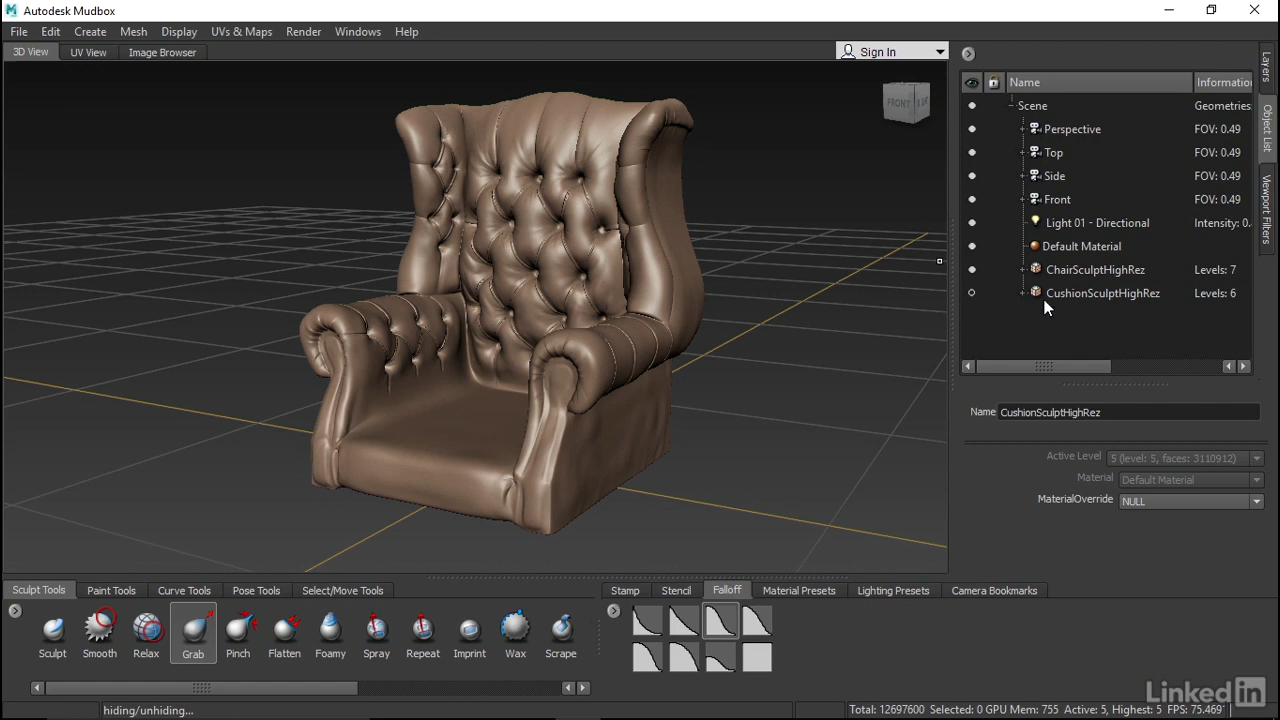 Autodesk Mudbox
File Edit Create Mesh Display UVs & Maps Render Windows Help
3D View UV View Image Browser
Sign In
FRONT
Name Information
Scene Geometries
Perspective FOV: 0.49
Top FOV: 0.49
Side FOV: 0.49
Front FOV: 0.49
Light 01 - Directional Intensity: 0.
Default Material
ChairSculptHighRez Levels: 7
CushionSculptHighRez Levels: 6
Layers
Object List
Viewport Filters
Name CushionSculptHighRez
Active Level 5 (level: 5, faces: 3110912)
Material Default Material
MaterialOverride NULL
Sculpt Tools Paint Tools Curve Tools Pose Tools Select/Move Tools
Stamp Stencil Falloff Material Presets Lighting Presets Camera Bookmarks
Sculpt Smooth Relax Grab Pinch Flatten Foamy Spray Repeat Imprint Wax Scrape
LinkedIn
hiding/unhiding...
Total: 12697600 Selected: 0 GPU Mem: 755 Active: 5, Highest: 5 FPS: 75.469